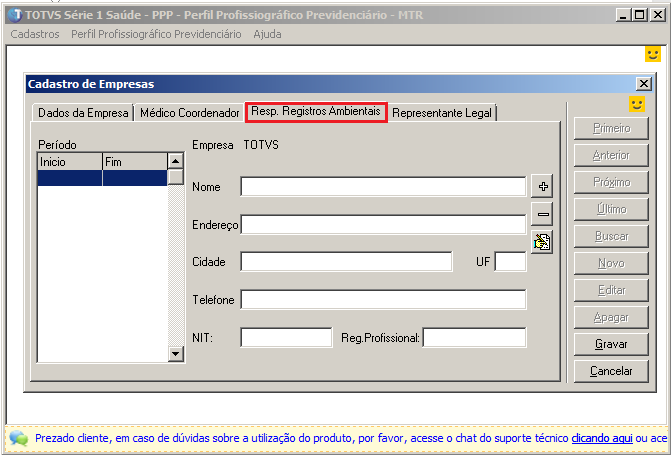 TOTVS Série 1 Saúde - PPP - Perfil Profissiográfico Previdenciário - MTR
Cadastros Perfil Profissiográfico Previdenciário Ajuda
Cadastro de Empresas
Dados da Empresa Médico Coordenador Resp. Registros Ambientais Representante Legal
Período
Inicio Fim
Empresa TOTVS
Nome
Endereço
Cidade UF
Telefone
NIT: Reg.Profissional:
Primeiro
Anterior
Próximo
Último
Buscar
Novo
Editar
Apagar
Gravar
Cancelar
Prezado cliente, em caso de dúvidas sobre a utilização do produto, por favor, acesse o chat do suporte técnico clicando aqui ou ace